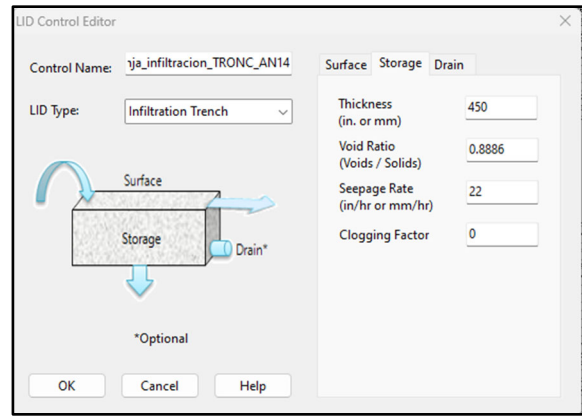 LID Control Editor
Control Name: ıja_infiltracion_TRONC_AN14
LID Type: Infiltration Trench
Surface
Storage
Drain*
*Optional
OK Cancel Help
Surface Storage Drain
Thickness 450
(in. or mm)
Void Ratio 0.8886
(Voids / Solids)
Seepage Rate 22
(in/hr or mm/hr)
Clogging Factor 0